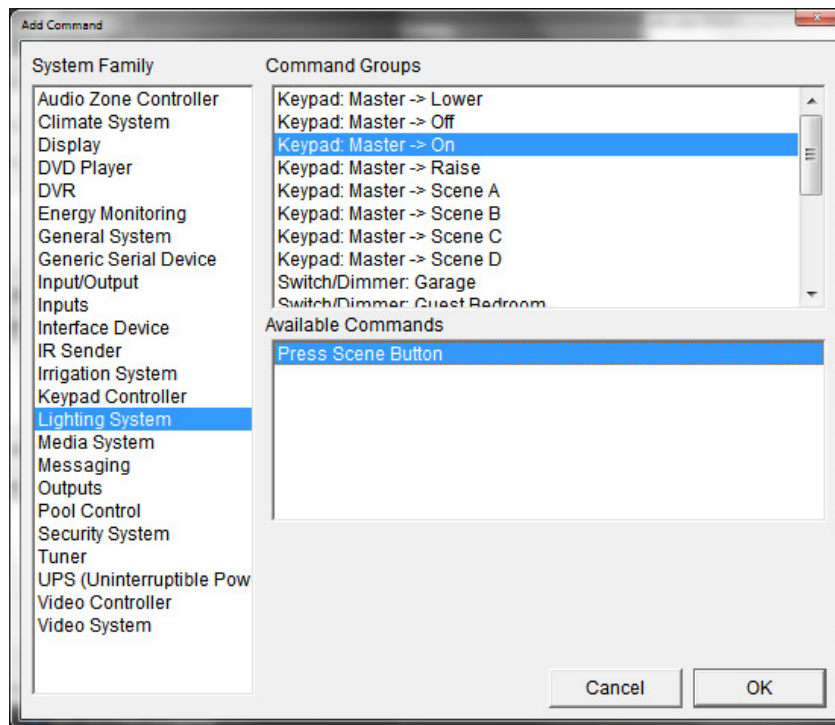 Add Command
System Family
Audio Zone Controller
Climate System
Display
DVD Player
DVR
Energy Monitoring
General System
Generic Serial Device
Input/Output
Inputs
Interface Device
IR Sender
Irrigation System
Keypad Controller
Lighting System
Media System
Messaging
Outputs
Pool Control
Security System
Tuner
UPS (Uninterruptible Pow
Video Controller
Video System
Command Groups
Keypad: Master -> Lower
Keypad: Master -> Off
Keypad: Master -> On
Keypad: Master -> Raise
Keypad: Master -> Scene A
Keypad: Master -> Scene B
Keypad: Master -> Scene C
Keypad: Master -> Scene D
Switch/Dimmer: Garage
Switch/Dimmer: Guest Bedroom
Available Commands
Press Scene Button
Cancel
OK